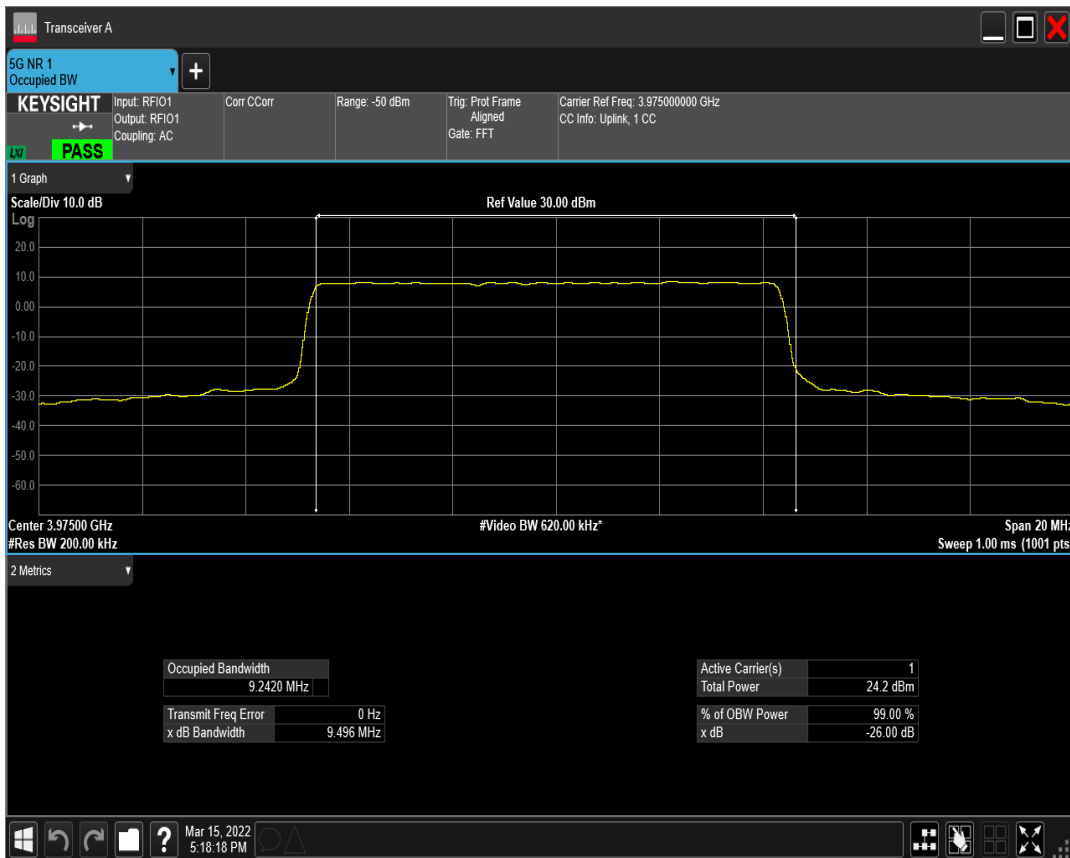 Transceiver A
5G NR 1
Occupied BW
+
KEYSIGHT
LXI
PASS
Input: RFIO1
Output: RFIO1
Coupling: AC
Corr CCorr
Range: -50 dBm
Trig: Prot Frame
Aligned
Gate: FFT
Carrier Ref Freq: 3.975000000 GHz
CC Info: Uplink, 1 CC
1 Graph
Scale/Div 10.0 dB
Ref Value 30.00 dBm
Log
20.0
10.0
0.00
-10.0
-20.0
-30.0
-40.0
-50.0
-60.0
Center 3.97500 GHz
#Video BW 620.00 kHz*
Span 20 MHz
#Res BW 200.00 kHz
Sweep 1.00 ms (1001 pts
2 Metrics
Occupied Bandwidth
9.2420 MHz
Transmit Freq Error 0 Hz
x dB Bandwidth 9.496 MHz
Active Carrier(s) 1
Total Power 24.2 dBm
% of OBW Power 99.00 %
x dB -26.00 dB
?
Mar 15, 2022
5:18:18 PM